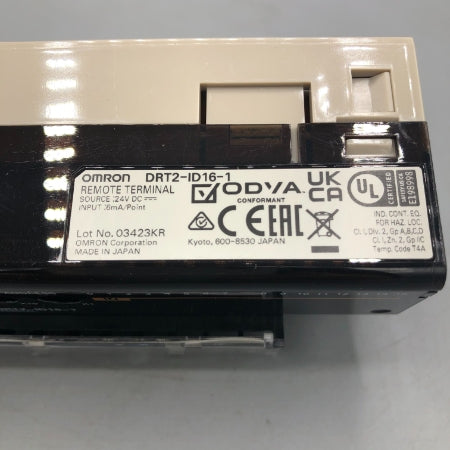 OMRON DRT2-ID16-1
REMOTE TERMINAL
SOURCE :24V DC
INPUT :6mA/Point
Lot No. 03423KR
OMRON Corporation
MADE IN JAPAN
ODVA
CONFORMANT
CE EAC
Kyoto, 600-8530 JAPAN
UK
CA
UL
CERTIFIED
E198998
IND. CONT. EQ.
FOR HAZ. LOC.
Cl. I, Div. 2, Gp A,B,C,D
Cl. I, Zn. 2, Gp IIC
Temp. Code T4A